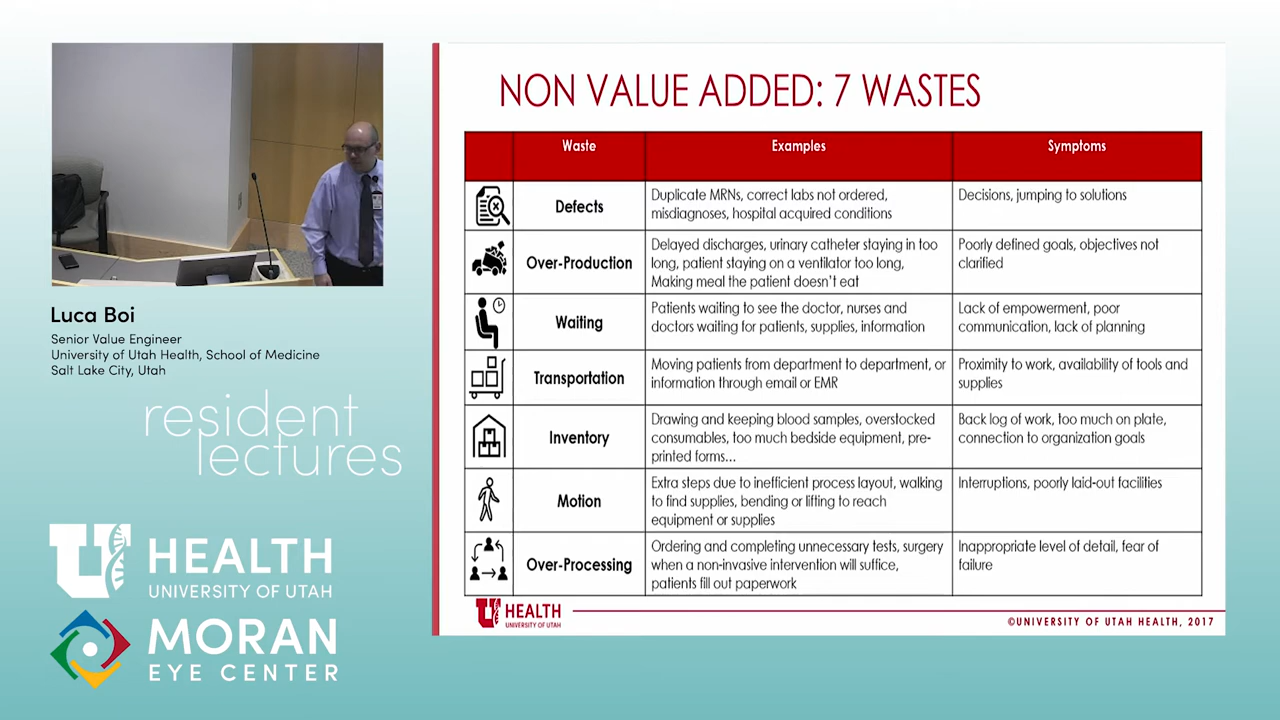 NON VALUE ADDED: 7 WASTES
Waste
Examples
Symptoms
Defects
Duplicate MRNs, correct labs not ordered,
misdiagnoses, hospital acquired conditions
Decisions, jumping to solutions
Over-Production
Delayed discharges, urinary catheter staying in too
long, patient staying on a ventilator too long,
Making meal the patient doesn't eat
Poorly defined goals, objectives not
clarified
Waiting
Patients waiting to see the doctor, nurses and
doctors waiting for patients, supplies, information
Lack of empowerment, poor
communication, lack of planning
Transportation
Moving patients from department to department, or
information through email or EMR
Proximity to work, availability of tools and
supplies
Inventory
Drawing and keeping blood samples, overstocked
consumables, too much bedside equipment, pre-
printed forms...
Back log of work, too much on plate,
connection to organization goals
Motion
Extra steps due to inefficient process layout, walking
to find supplies, bending or lifting to reach
equipment or supplies
Interruptions, poorly laid-out facilities
Over-Processing
Ordering and completing unnecessary tests, surgery
when a non-invasive intervention will suffice,
patients fill out paperwork
Inappropriate level of detail, fear of
failure
U HEALTH
UNIVERSITY OF UTAH
©UNIVERSITY OF UTAH HEALTH, 2017
Luca Boi
Senior Value Engineer
University of Utah Health, School of Medicine
Salt Lake City, Utah
resident
lectures
U HEALTH
UNIVERSITY OF UTAH
MORAN
EYE CENTER